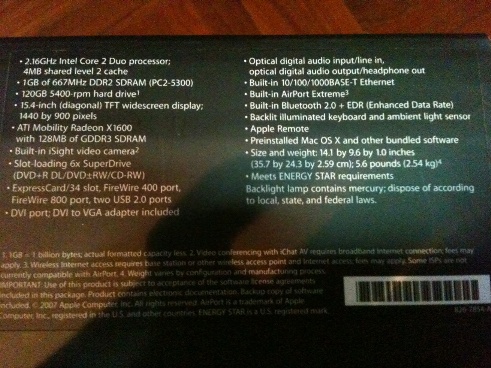 • 2.16GHz Intel Core 2 Duo processor;
4MB shared level 2 cache
• 1GB of 667MHz DDR2 SDRAM (PC2-5300)
• 120GB 5400-rpm hard drive¹
• 15.4-inch (diagonal) TFT widescreen display;
1440 by 900 pixels
• ATI Mobility Radeon X1600
with 128MB of GDDR3 SDRAM
• Built-in iSight video camera²
• Slot-loading 6x SuperDrive
(DVD+R DL/DVD±RW/CD-RW)
• ExpressCard/34 slot, FireWire 400 port,
FireWire 800 port, two USB 2.0 ports
• DVI port; DVI to VGA adapter included
• Optical digital audio input/line in,
optical digital audio output/headphone out
• Built-in 10/100/1000BASE-T Ethernet
• Built-in AirPort Extreme³
• Built-in Bluetooth 2.0 + EDR (Enhanced Data Rate)
• Backlit illuminated keyboard and ambient light sensor
• Apple Remote
• Preinstalled Mac OS X and other bundled software
• Size and weight: 14.1 by 9.6 by 1.0 inches
(35.7 by 24.3 by 2.59 cm); 5.6 pounds (2.54 kg)⁴
• Meets ENERGY STAR requirements
Backlight lamp contains mercury; dispose of according
to local, state, and federal laws.
1. 1GB = 1 billion bytes; actual formatted capacity less. 2. Video conferencing with iChat AV requires broadband Internet connection; fees may
apply. 3. Wireless Internet access requires base station or other wireless access point and Internet access; fees may apply. Some ISPs are not
currently compatible with AirPort. 4. Weight varies by configuration and manufacturing process.
IMPORTANT: Use of this product is subject to acceptance of the software license agreements
included in this package. Product contains electronic documentation. Backup copy of software
included. © 2007 Apple Computer, Inc. All rights reserved. AirPort is a trademark of Apple
Computer, Inc., registered in the U.S. and other countries. ENERGY STAR is a U.S. registered mark.